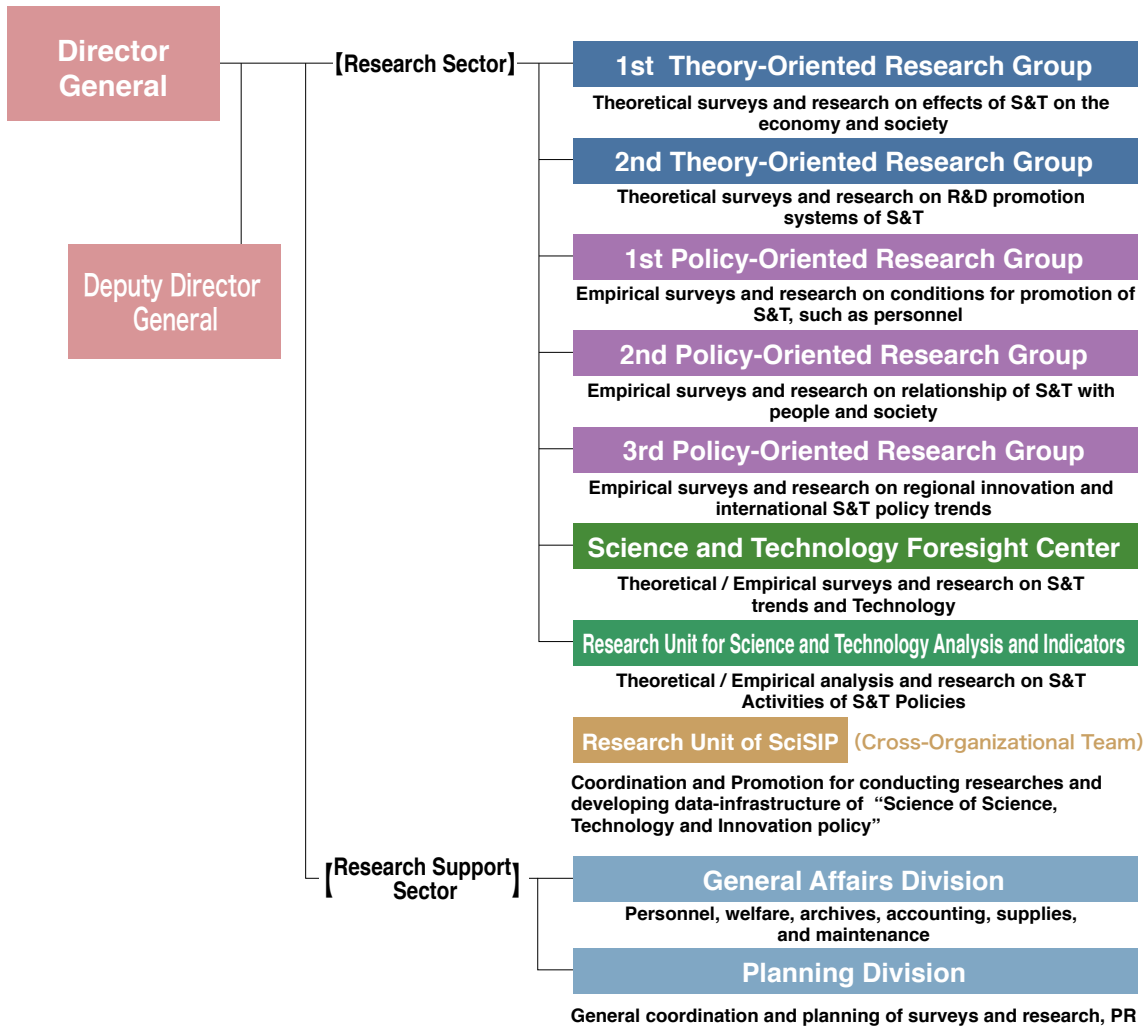 Director
General
Deputy Director
General
【Research Sector】
1st Theory-Oriented Research Group
Theoretical surveys and research on effects of S&T on the
economy and society
2nd Theory-Oriented Research Group
Theoretical surveys and research on R&D promotion
systems of S&T
1st Policy-Oriented Research Group
Empirical surveys and research on conditions for promotion of
S&T, such as personnel
2nd Policy-Oriented Research Group
Empirical surveys and research on relationship of S&T with
people and society
3rd Policy-Oriented Research Group
Empirical surveys and research on regional innovation and
international S&T policy trends
Science and Technology Foresight Center
Theoretical / Empirical surveys and research on S&T
trends and Technology
Research Unit for Science and Technology Analysis and Indicators
Theoretical / Empirical analysis and research on S&T
Activities of S&T Policies
Research Unit of SciSIP (Cross-Organizational Team)
Coordination and Promotion for conducting researches and
developing data-infrastructure of “Science of Science,
Technology and Innovation policy”
【Research Support
Sector】
General Affairs Division
Personnel, welfare, archives, accounting, supplies,
and maintenance
Planning Division
General coordination and planning of surveys and research, PR